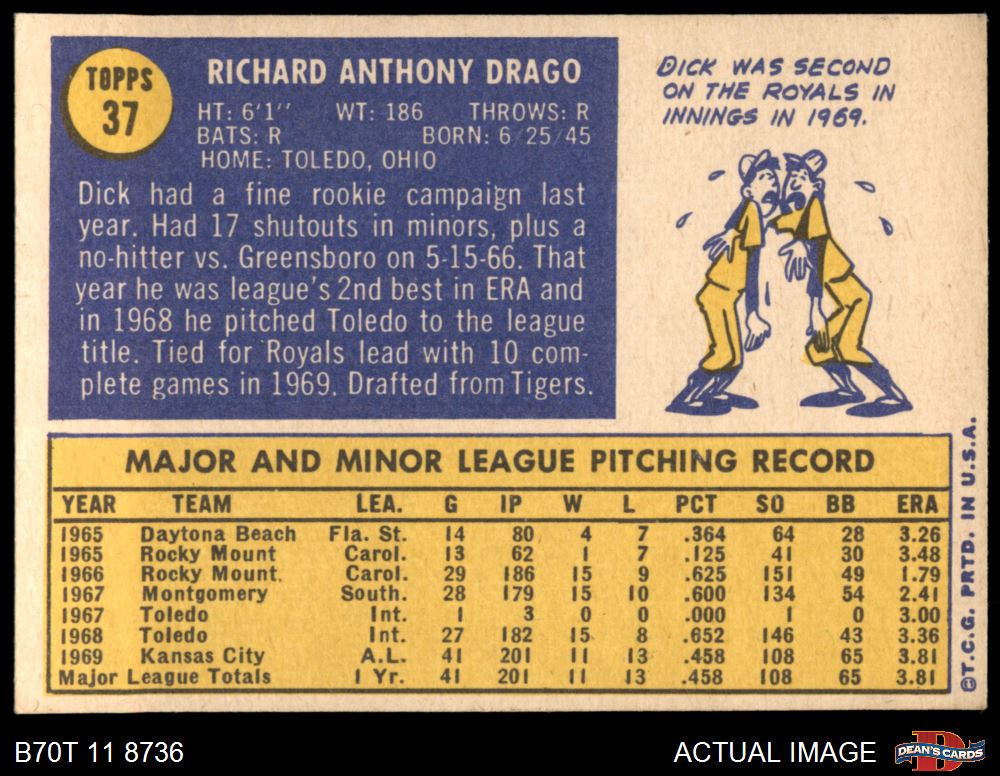 TOPPS
37
RICHARD ANTHONY DRAGO
HT: 6'1'' WT: 186 THROWS: R
BATS: R BORN: 6 25 45
HOME: TOLEDO, OHIO
Dick had a fine rookie campaign last
year. Had 17 shutouts in minors, plus a
no-hitter vs. Greensboro on 5-15-66. That
year he was league's 2nd best in ERA and
in 1968 he pitched Toledo to the league
title. Tied for Royals lead with 10 com-
plete games in 1969. Drafted from Tigers.
DICK WAS SECOND
ON THE ROYALS IN
INNINGS IN 1969.
MAJOR AND MINOR LEAGUE PITCHING RECORD
YEAR TEAM LEA. G IP W L PCT SO BB ERA
1965 Daytona Beach Fla. St. 14 80 4 7 .364 64 28 3.26
1965 Rocky Mount Carol. 13 62 1 7 .125 41 30 3.48
1966 Rocky Mount. Carol. 29 186 15 9 .625 151 49 1.79
1967 Montgomery South. 28 179 15 10 .600 134 54 2.41
1967 Toledo Int. 1 3 0 0 .000 1 0 3.00
1968 Toledo Int. 27 182 15 8 .652 146 43 3.36
1969 Kansas City A.L. 41 201 11 13 .458 108 65 3.81
Major League Totals 1 Yr. 41 201 11 13 .458 108 65 3.81
©T.C.G. PRTD. IN U.S.A.
B70T 11 8736
ACTUAL IMAGE
DEAN'S CARDS